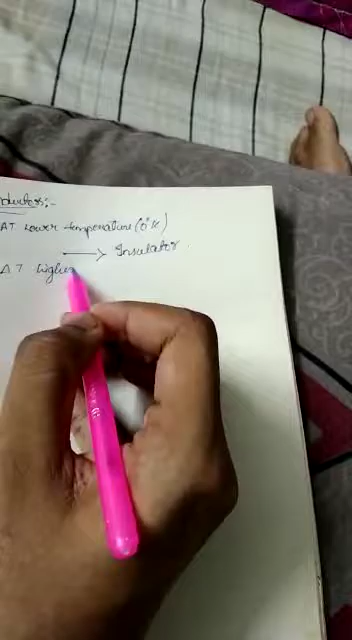 AT Lower temperature (0°K)
→ Insulator.
AT higher